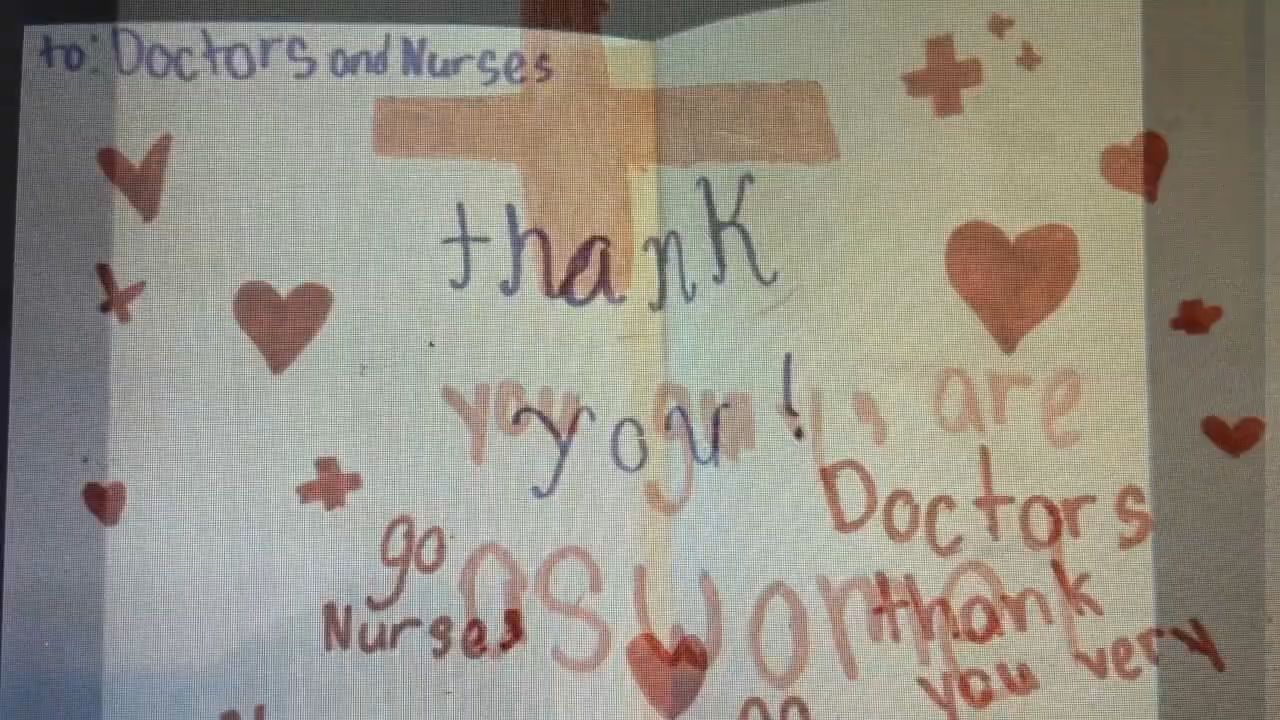 to: Doctors and Nurses
thank
you!
you guys are
Doctors
go
Nurses
thank
you very